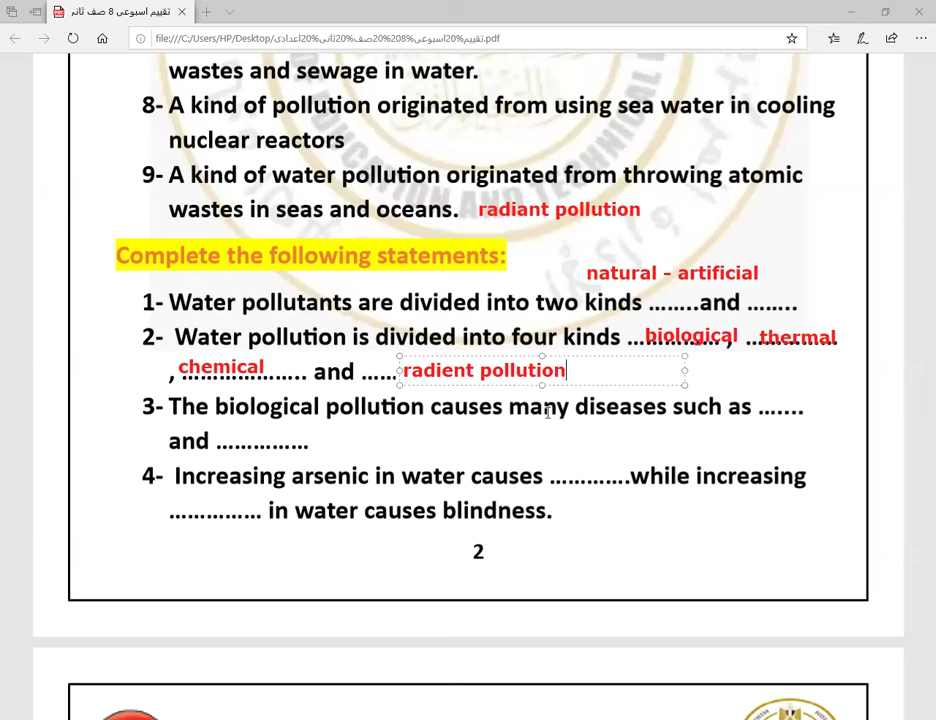 تقييم اسبوعى 8 صف ثانى
file:///C:/Users/HP/Desktop/تقييم%20اسبوعى%208%20صف%20ثانى%20اعدادى.pdf
wastes and sewage in water.
8- A kind of pollution originated from using sea water in cooling
nuclear reactors
9- A kind of water pollution originated from throwing atomic
wastes in seas and oceans. radiant pollution
Complete the following statements:
natural - artificial
1- Water pollutants are divided into two kinds ……..and ……..
2- Water pollution is divided into four kinds …biological… , …thermal
, chemical……….. and ……radient pollution
3- The biological pollution causes many diseases such as …....
and ……………
4- Increasing arsenic in water causes ………….while increasing
…………… in water causes blindness.
2